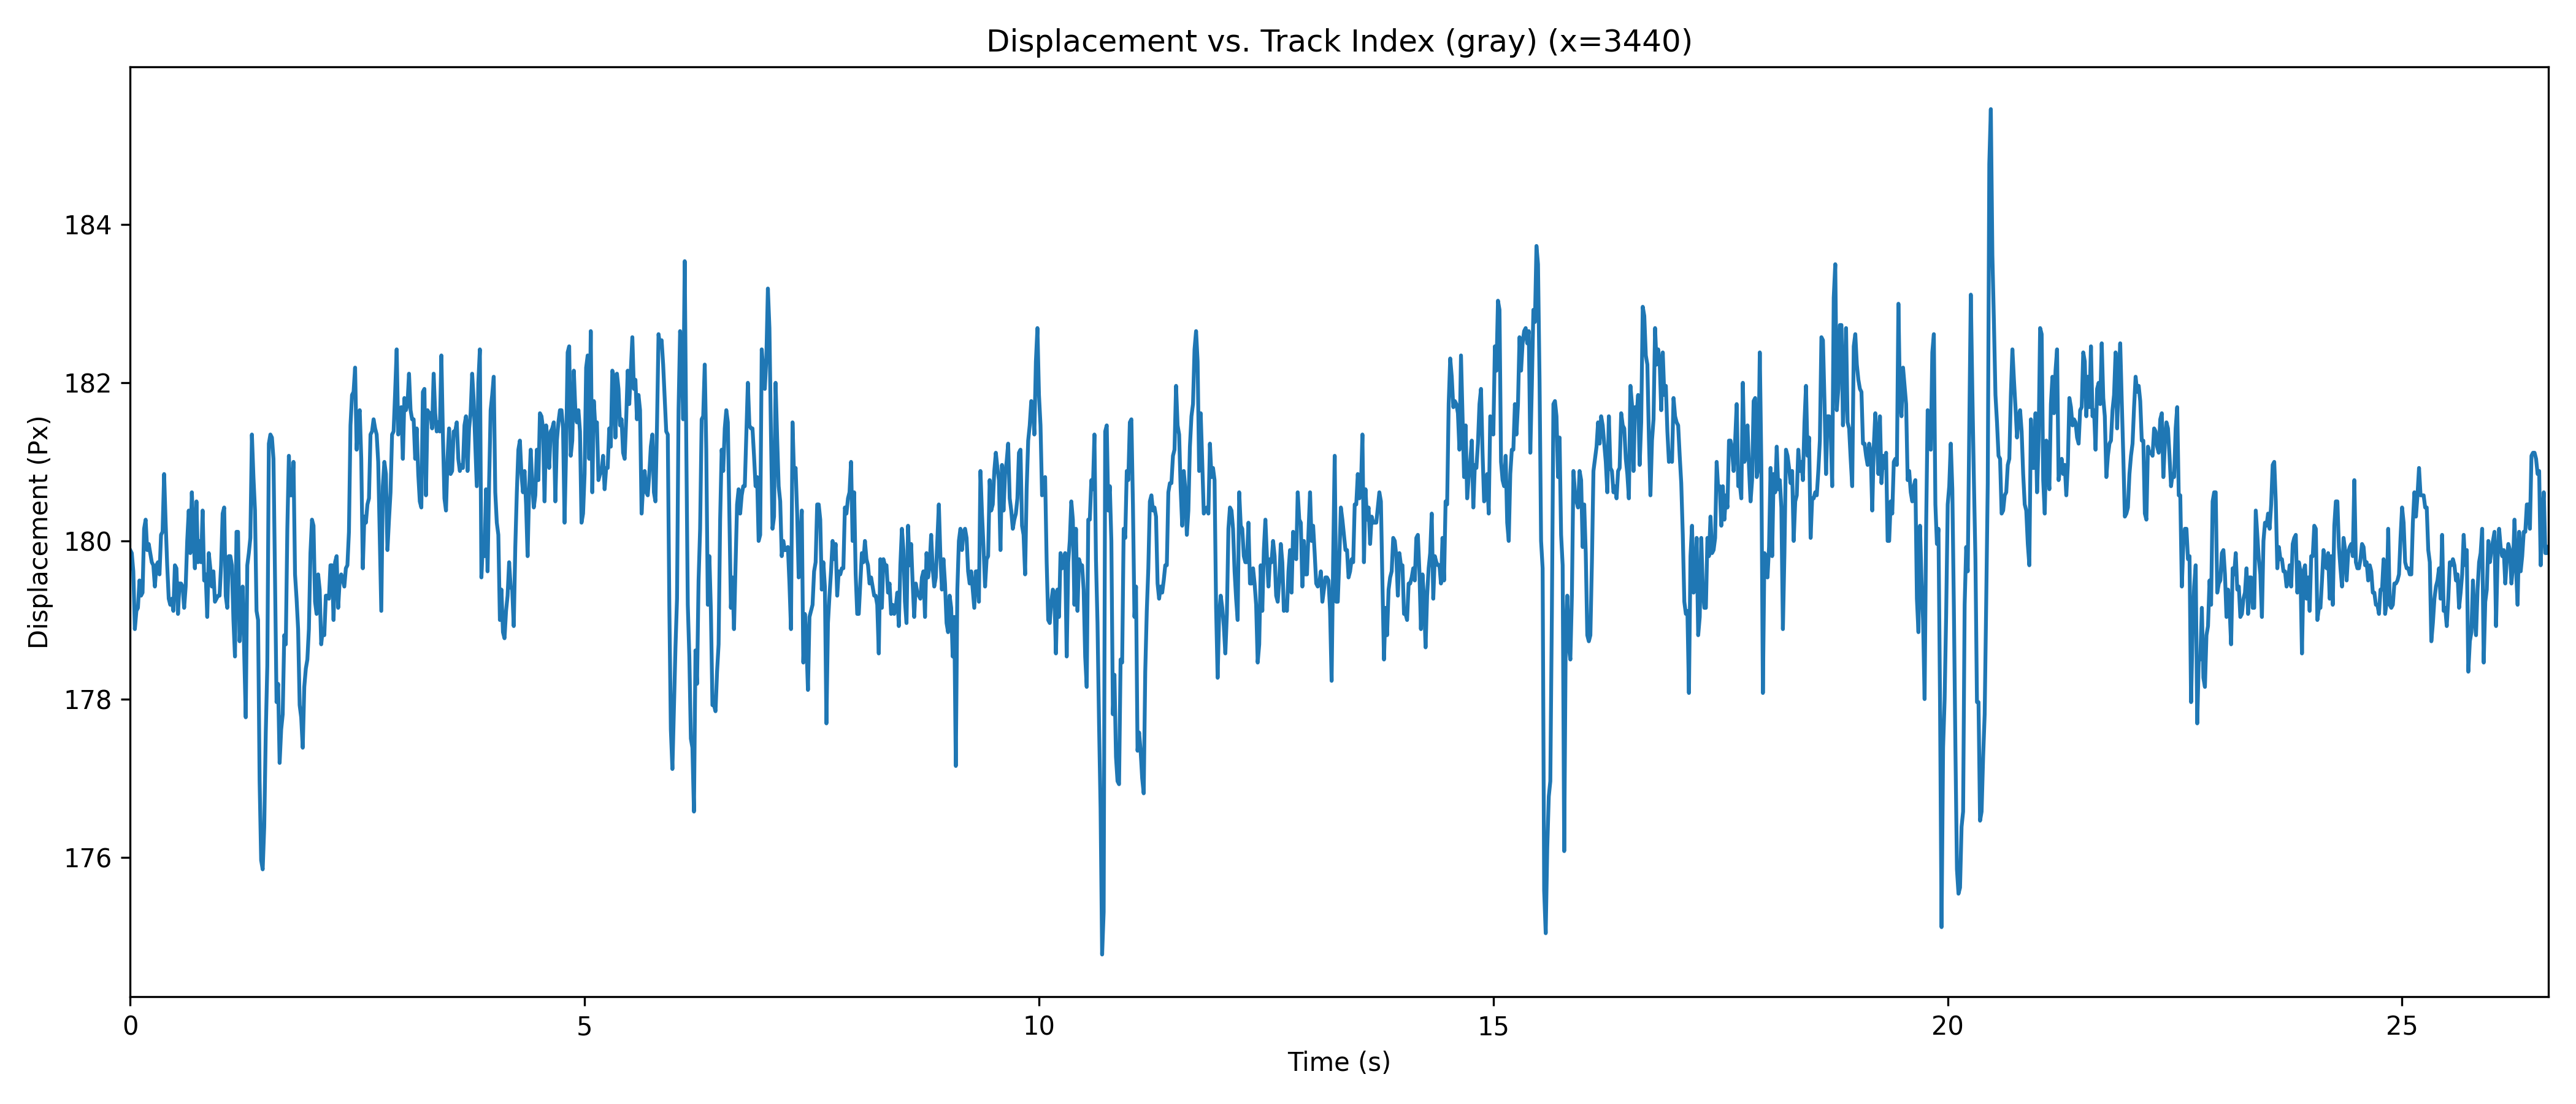 Displacement vs. Track Index (gray) (x=3440)
Displacement (Px)
184
182
180
178
176
0 5 10 15 20 25
Time (s)